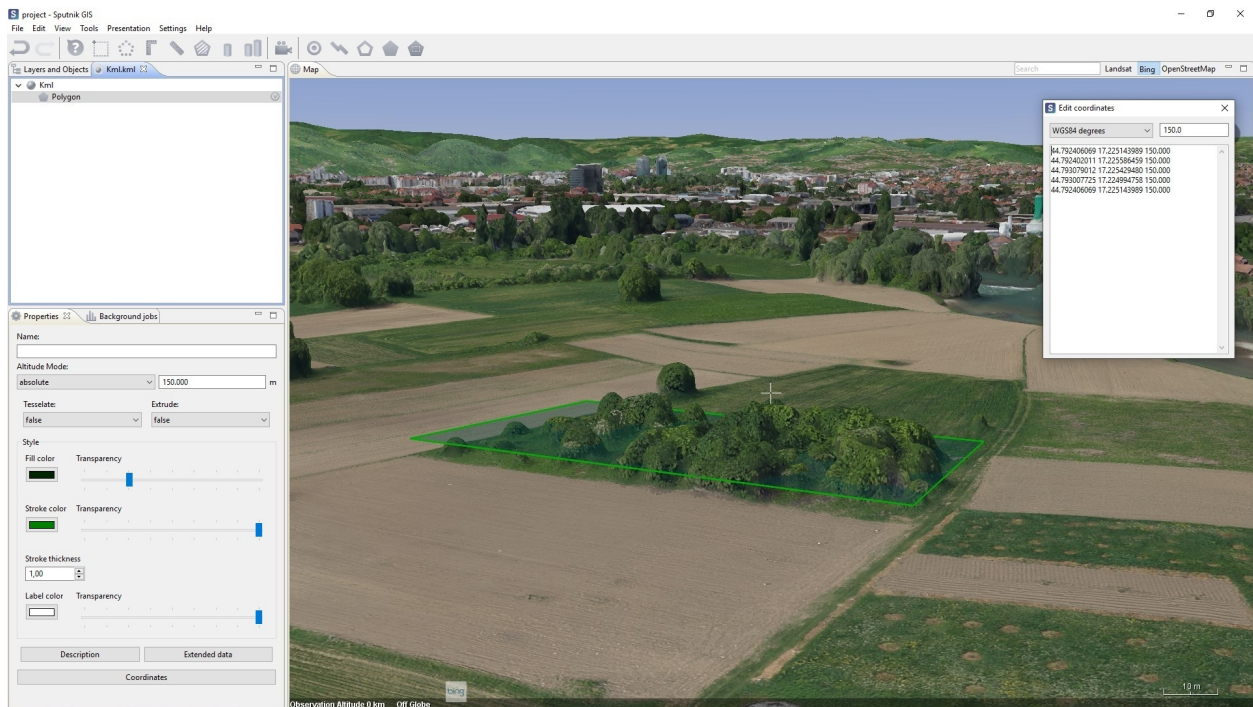 project - Sputnik GIS
File Edit View Tools Presentation Settings Help
Layers and Objects Kml.kml
Map
Search
Landsat Bing OpenStreetMap
Kml
Polygon
Edit coordinates
WGS84 degrees 150.0
44.792406069 17.225143989 150.000
44.792402011 17.225586459 150.000
44.793079012 17.225429480 150.000
44.793007725 17.224994758 150.000
44.792406069 17.225143989 150.000
Properties Background jobs
Name:
Altitude Mode:
absolute 150.000 m
Tesselate: Extrude:
false false
Style
Fill color Transparency
Stroke color Transparency
Stroke thickness
1,00
Label color Transparency
Description Extended data
Coordinates
bing
10 m
Observation Altitude 0 km Off Globe